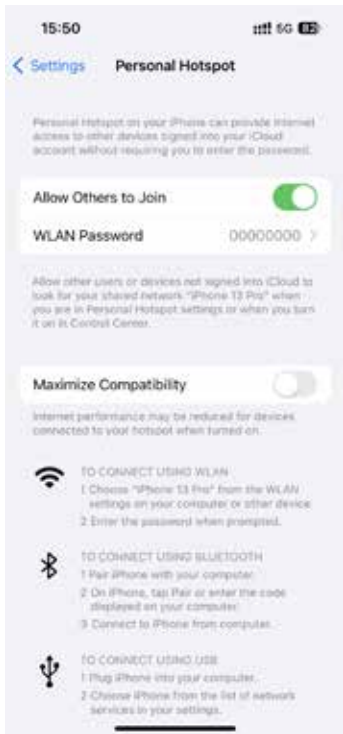 15:50
5G 82
Settings
Personal Hotspot
Personal Hotspot on your iPhone can provide internet
access to other devices signed into your iCloud
account without requiring you to enter the password.
Allow Others to Join
WLAN Password 00000000
Allow other users or devices not signed into iCloud to
look for your shared network "iPhone 13 Pro" when
you are in Personal Hotspot settings or when you turn
it on in Control Center.
Maximize Compatibility
Internet performance may be reduced for devices
connected to your hotspot when turned on.
TO CONNECT USING WLAN
1 Choose "iPhone 13 Pro" from the WLAN
settings on your computer or other device.
2 Enter the password when prompted.
TO CONNECT USING BLUETOOTH
1 Pair iPhone with your computer.
2 On iPhone, tap Pair or enter the code
displayed on your computer.
3 Connect to iPhone from computer.
TO CONNECT USING USB
1 Plug iPhone into your computer.
2 Choose iPhone from the list of network
services in your settings.